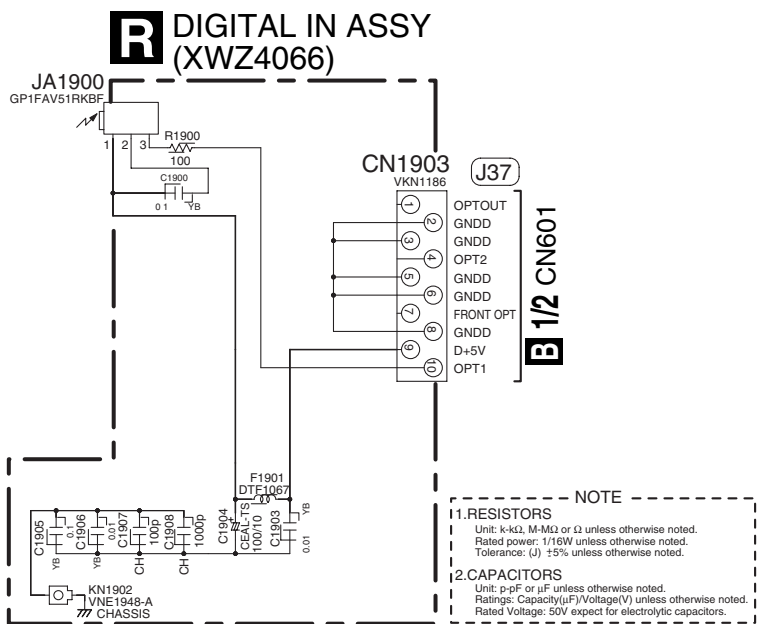 R DIGITAL IN ASSY
(XWZ4066)
JA1900
GP1FAV51RKBF
1 2 3
R1900
100
C1900
0 1 YB
CN1903
VKN1186
J37
1 OPTOUT
2 GNDD
3 GNDD
4 OPT2
5 GNDD
6 GNDD
7 FRONT OPT
8 GNDD
9 D+5V
10 OPT1
B 1/2 CN601
F1901
DTF1067
C1905
0.1
YB
C1906
0.01
YB
C1907
100p
CH
C1908
1000p
CH
C1904
+
CEAL-TS
100/10
C1903
YB
0.01
KN1902
VNE1948-A
CHASSIS
NOTE
1.RESISTORS
Unit: k-kΩ, M-MΩ or Ω unless otherwise noted.
Rated power: 1/16W unless otherwise noted.
Tolerance: (J) ±5% unless otherwise noted.
2.CAPACITORS
Unit: p-pF or µF unless otherwise noted.
Ratings: Capacity(µF)/Voltage(V) unless otherwise noted.
Rated Voltage: 50V expect for electrolytic capacitors.